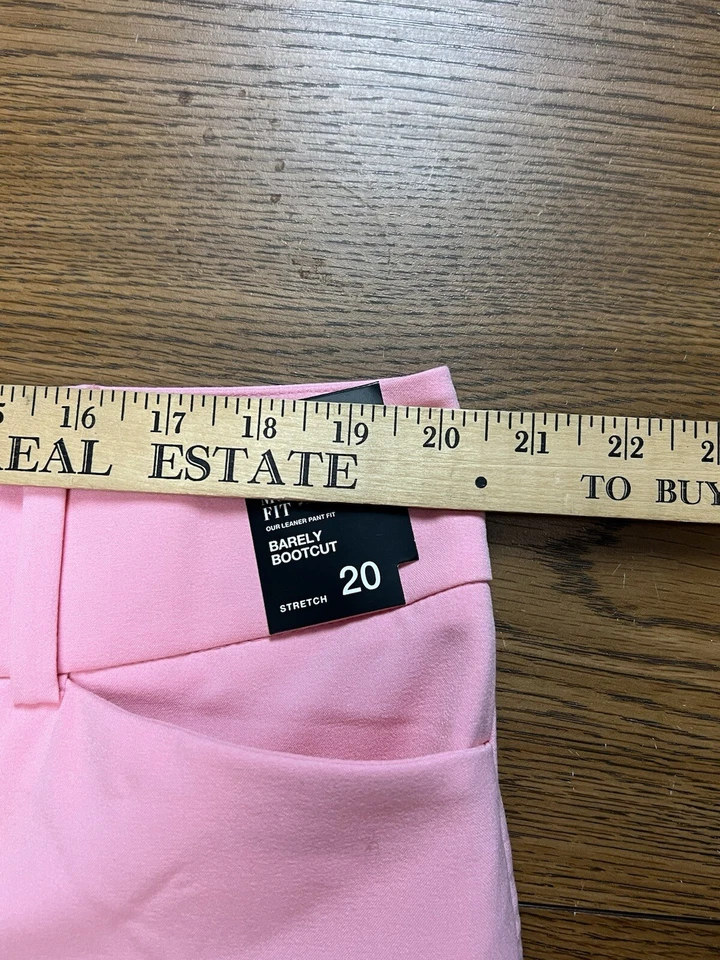 16 17 18 19 20 21 22
REAL ESTATE • TO BUY
FIT
OUR LEANER PANT FIT
BARELY
BOOTCUT
20
STRETCH